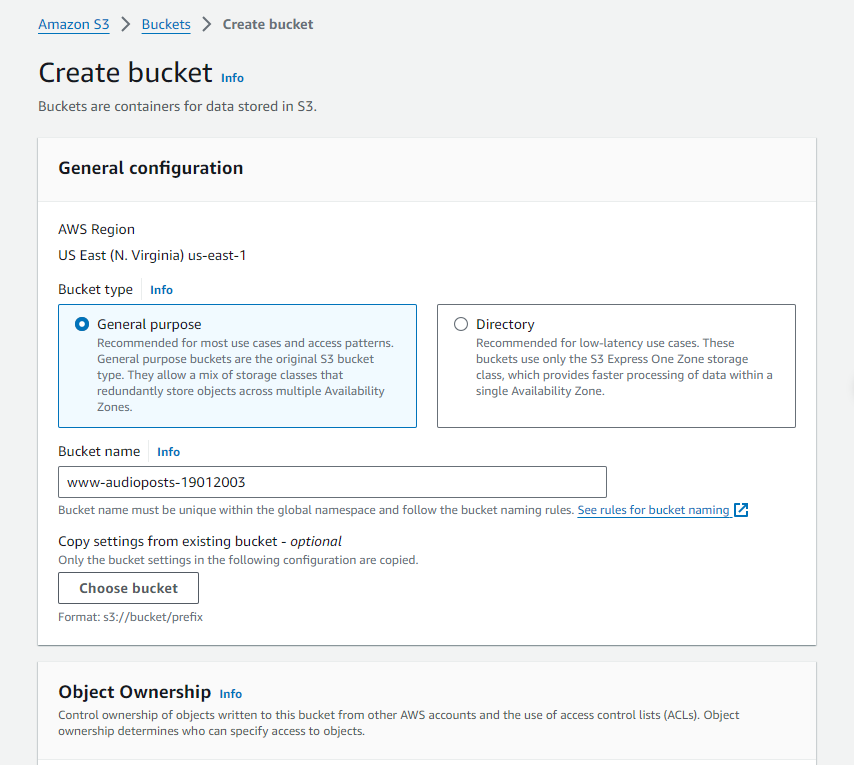 Amazon S3 > Buckets > Create bucket
Create bucket Info
Buckets are containers for data stored in S3.
General configuration
AWS Region
US East (N. Virginia) us-east-1
Bucket type Info
General purpose
Recommended for most use cases and access patterns.
General purpose buckets are the original S3 bucket
type. They allow a mix of storage classes that
redundantly store objects across multiple Availability
Zones.
Directory
Recommended for low-latency use cases. These
buckets use only the S3 Express One Zone storage
class, which provides faster processing of data within a
single Availability Zone.
Bucket name Info
www-audioposts-19012003
Bucket name must be unique within the global namespace and follow the bucket naming rules. See rules for bucket naming
Copy settings from existing bucket - optional
Only the bucket settings in the following configuration are copied.
Choose bucket
Format: s3://bucket/prefix
Object Ownership Info
Control ownership of objects written to this bucket from other AWS accounts and the use of access control lists (ACLs). Object
ownership determines who can specify access to objects.